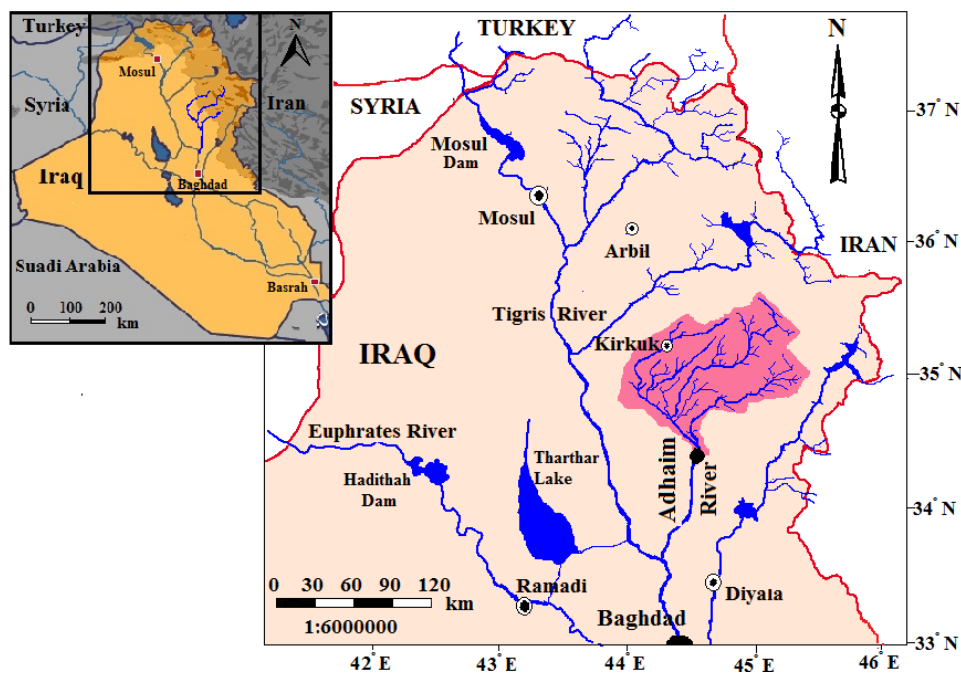 Turkey
N
Mosul
Syria
Iran
Iraq
Baghdad
Suadi Arabia
Basrah
0 100 200
km
TURKEY
N
SYRIA
37° N
Mosul
Dam
Mosul
Arbil
IRAN
36° N
Tigris River
Kirkuk
IRAQ
35° N
Euphrates River
Hadithah
Dam
Tharthar
Lake
Adhaim
River
34° N
0 30 60 90 120
km
1:6000000
Ramadi
Diyala
Baghdad
33° N
42° E
43° E
44° E
45° E
46° E